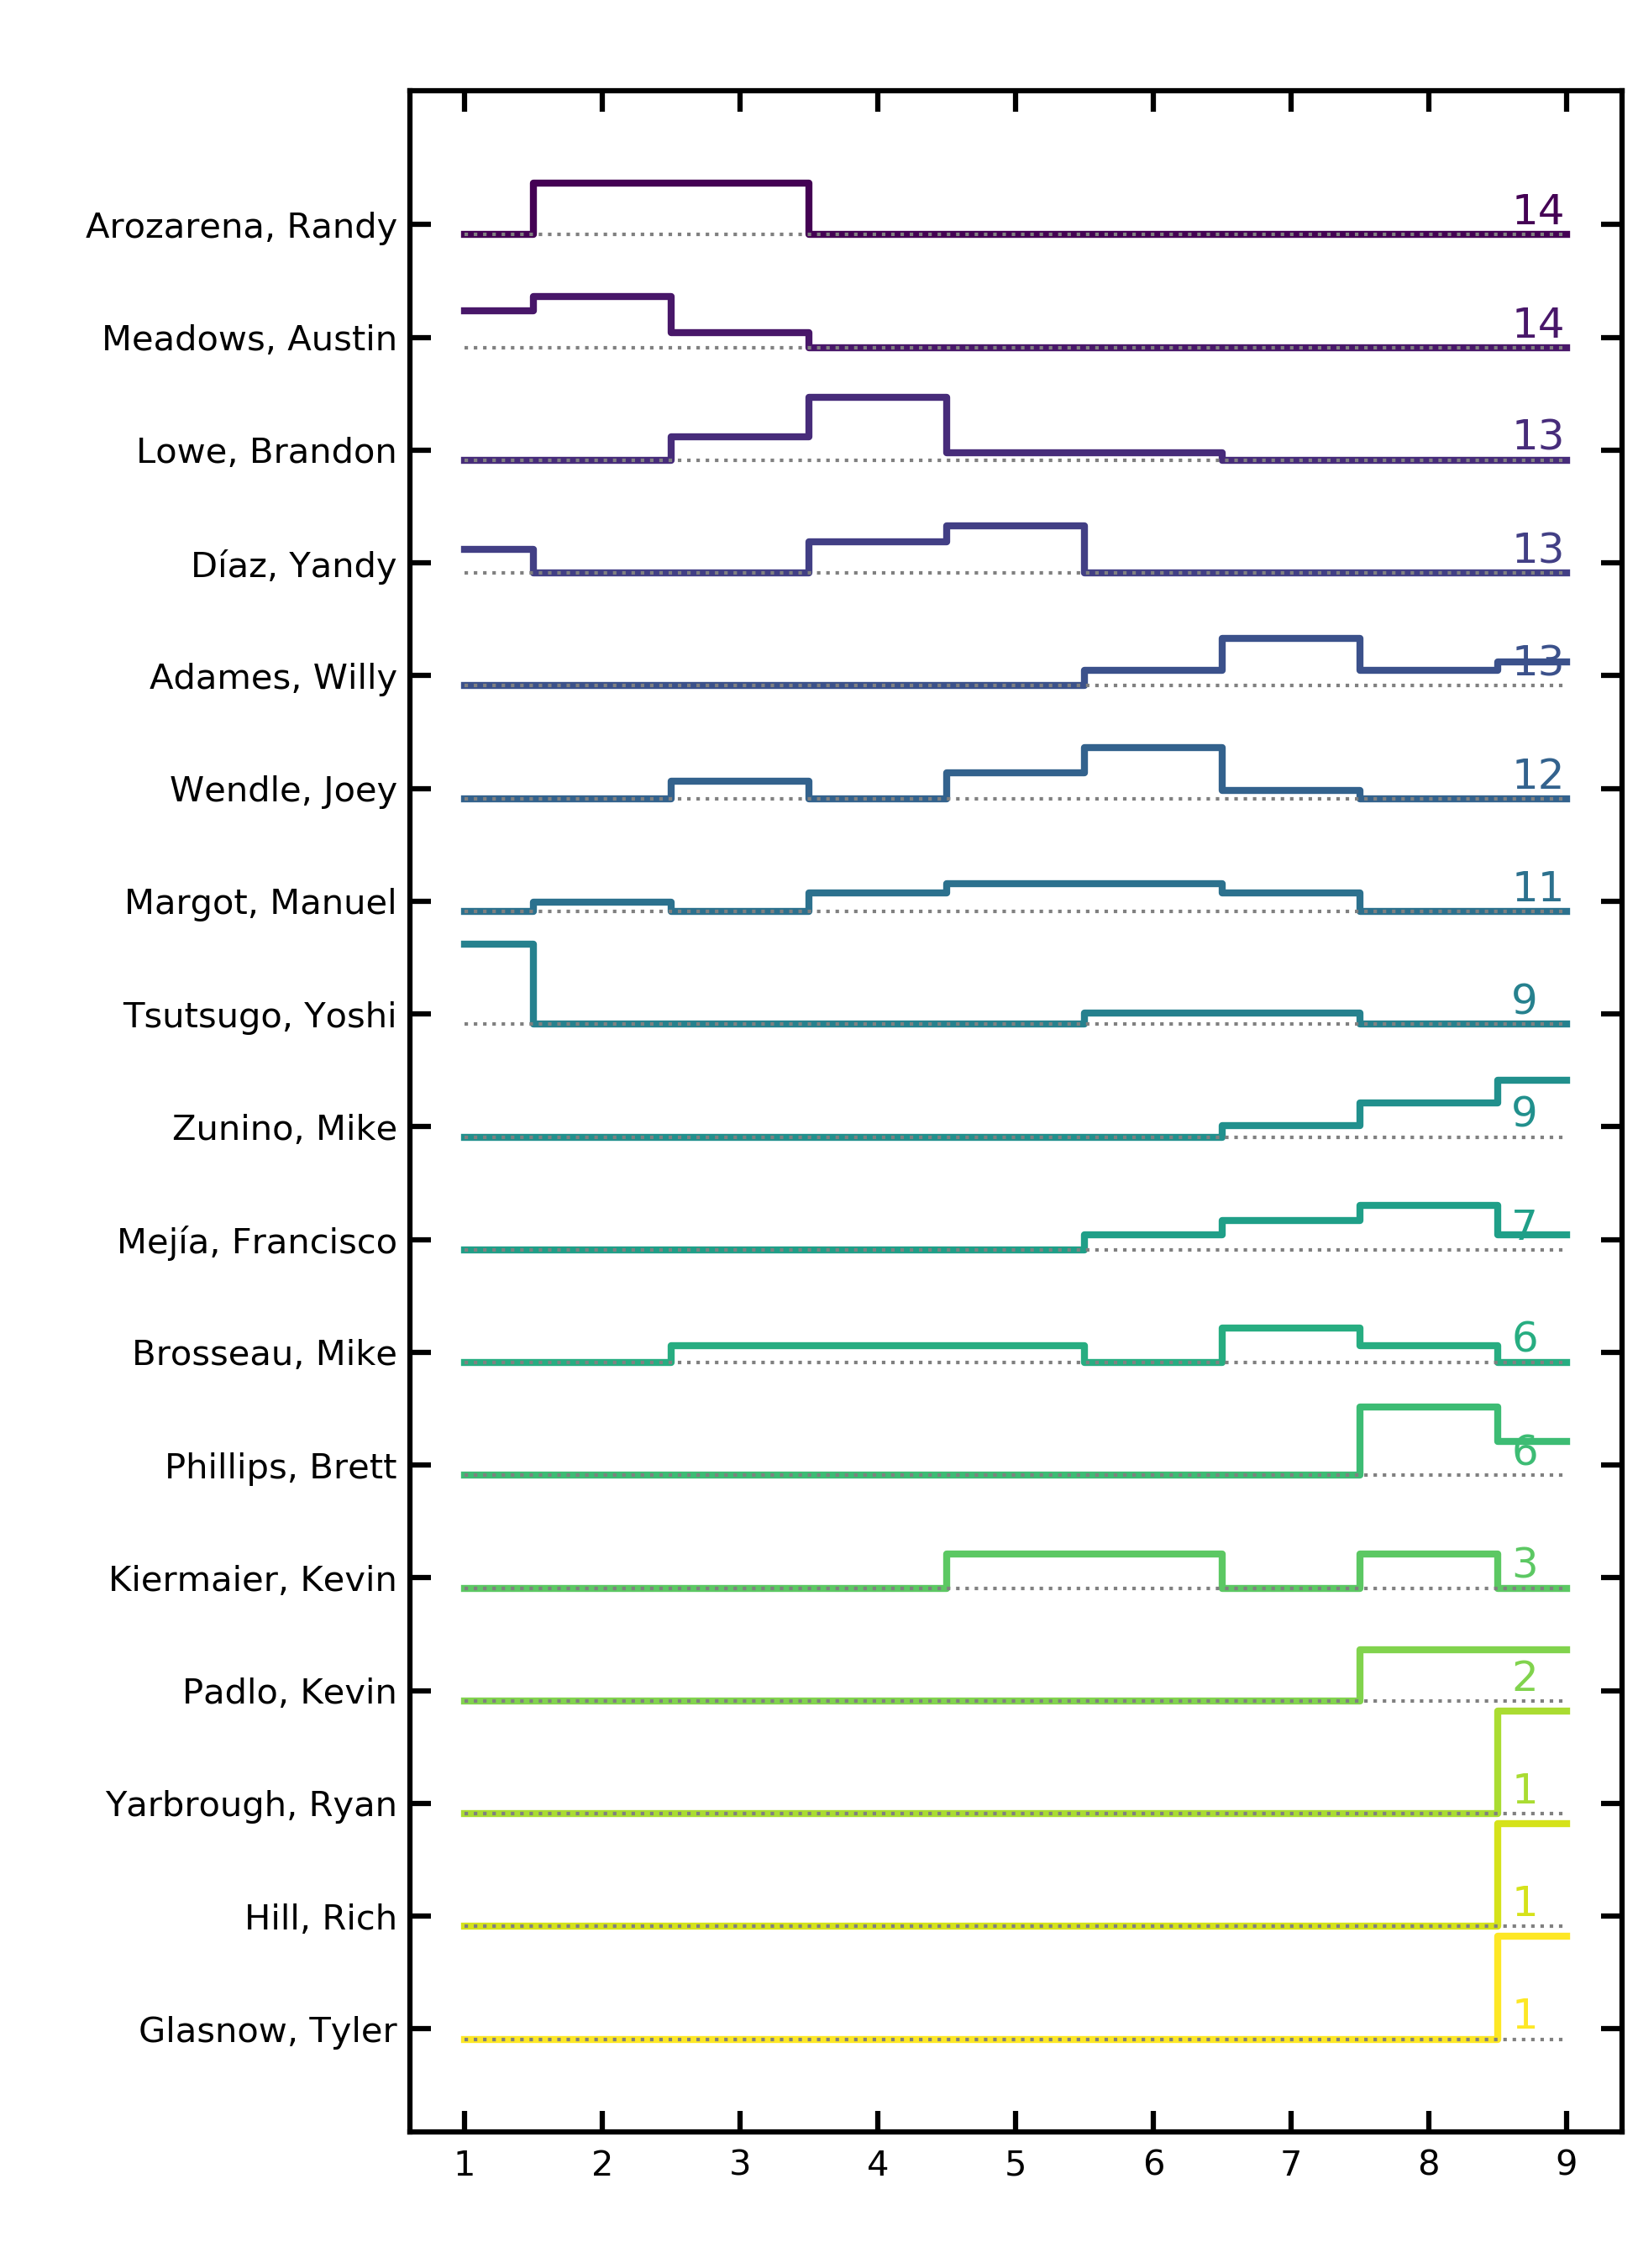 Arozarena, Randy 14
Meadows, Austin 14
Lowe, Brandon 13
Díaz, Yandy 13
Adames, Willy 13
Wendle, Joey 12
Margot, Manuel 11
Tsutsugo, Yoshi 9
Zunino, Mike 9
Mejía, Francisco 7
Brosseau, Mike 6
Phillips, Brett 6
Kiermaier, Kevin 3
Padlo, Kevin 2
Yarbrough, Ryan 1
Hill, Rich 1
Glasnow, Tyler 1
1 2 3 4 5 6 7 8 9